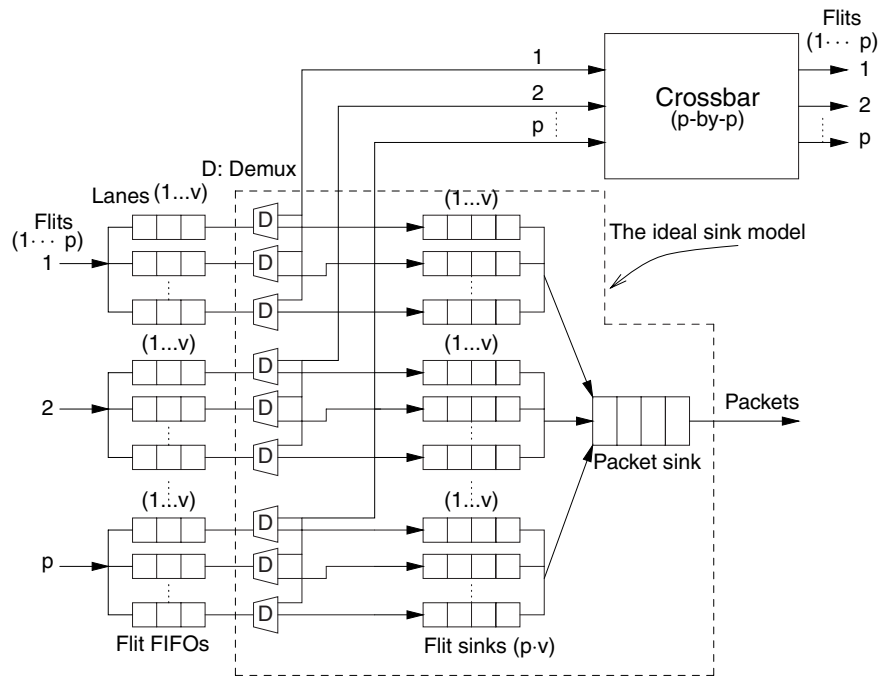 Flits
(1··· p)
1
1
2
2
p
p
Crossbar
(p-by-p)
D: Demux
Lanes (1...v)
(1...v)
Flits
(1··· p)
The ideal sink model
D
1
D
D
(1...v)
(1...v)
D
2
D
Packets
D
Packet sink
(1...v)
(1...v)
D
p
D
D
Flit FIFOs
Flit sinks (p·v)